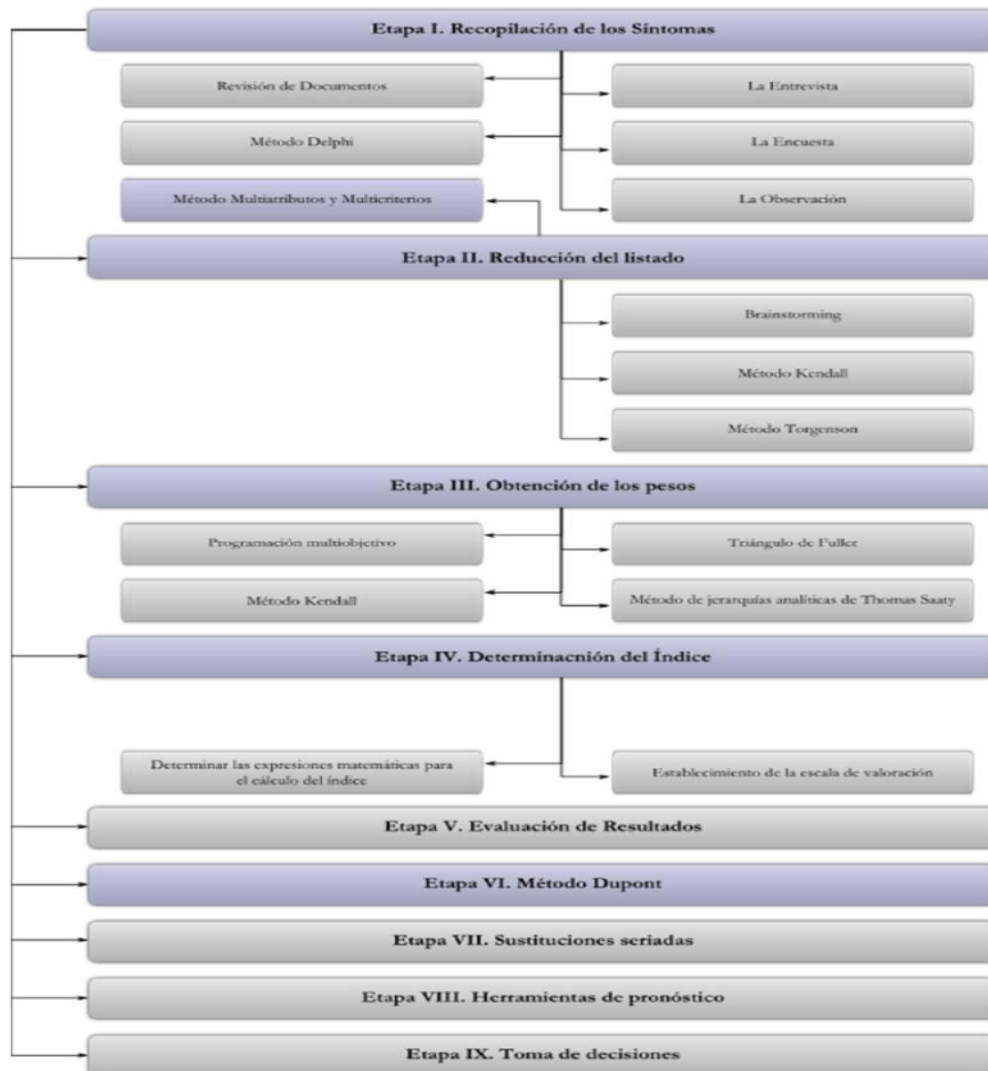 Etapa I. Recopilación de los Síntomas
Revisión de Documentos
La Entrevista
Método Delphi
La Encuesta
Método Multiatributos y Multicriterios
La Observación
Etapa II. Reducción del listado
Brainstorming
Método Kendall
Método Torgenson
Etapa III. Obtención de los pesos
Programación multiobjetivo
Triángulo de Fuller
Método Kendall
Método de jerarquías analíticas de Thomas Saaty
Etapa IV. Determinacnión del Índice
Determinar las expresiones matemáticas para
el cálculo del índice
Establecimiento de la escala de valoración
Etapa V. Evaluación de Resultados
Etapa VI. Método Dupont
Etapa VII. Sustituciones seriadas
Etapa VIII. Herramientas de pronóstico
Etapa IX. Toma de decisiones